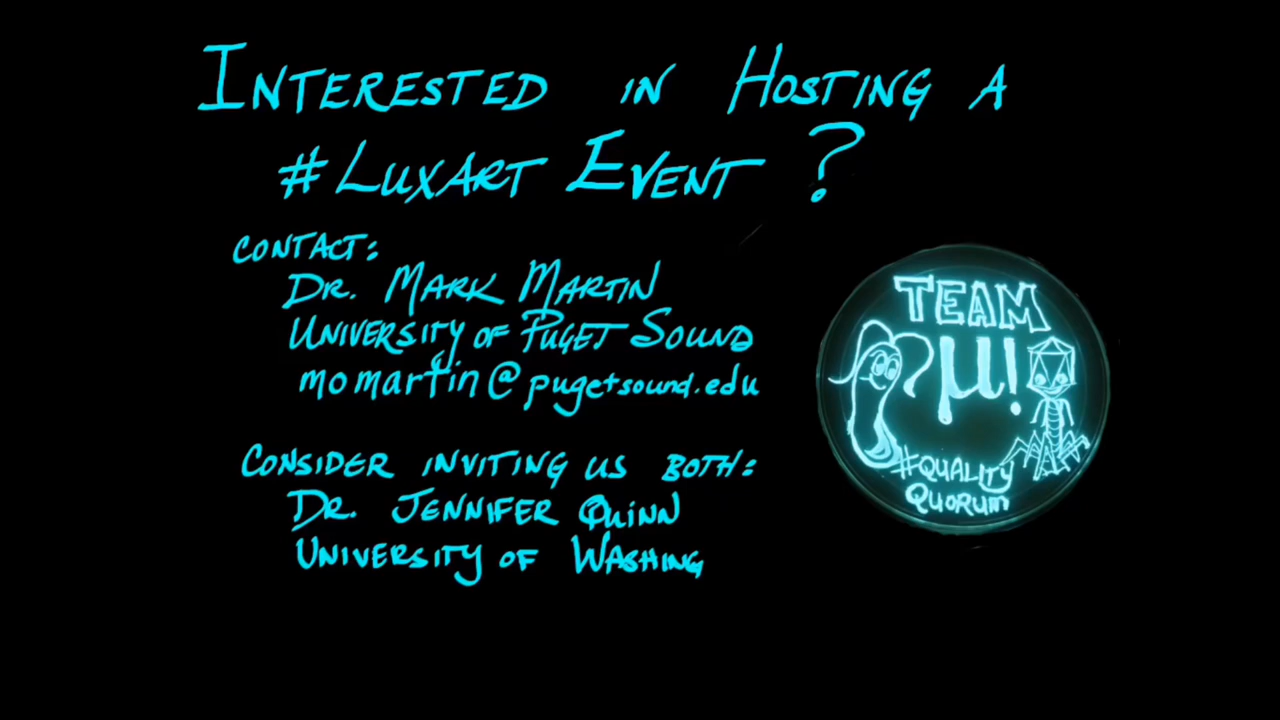 INTERESTED IN HOSTING A
#LUXART EVENT?
CONTACT:
DR. MARK MARTIN
UNIVERSITY OF PUGET SOUND
momartin@pugetsound.edu
CONSIDER INVITING US BOTH:
DR. JENNIFER QUINN
UNIVERSITY OF WASHING
TEAM
?µ!
#QUALITY
QUORUM